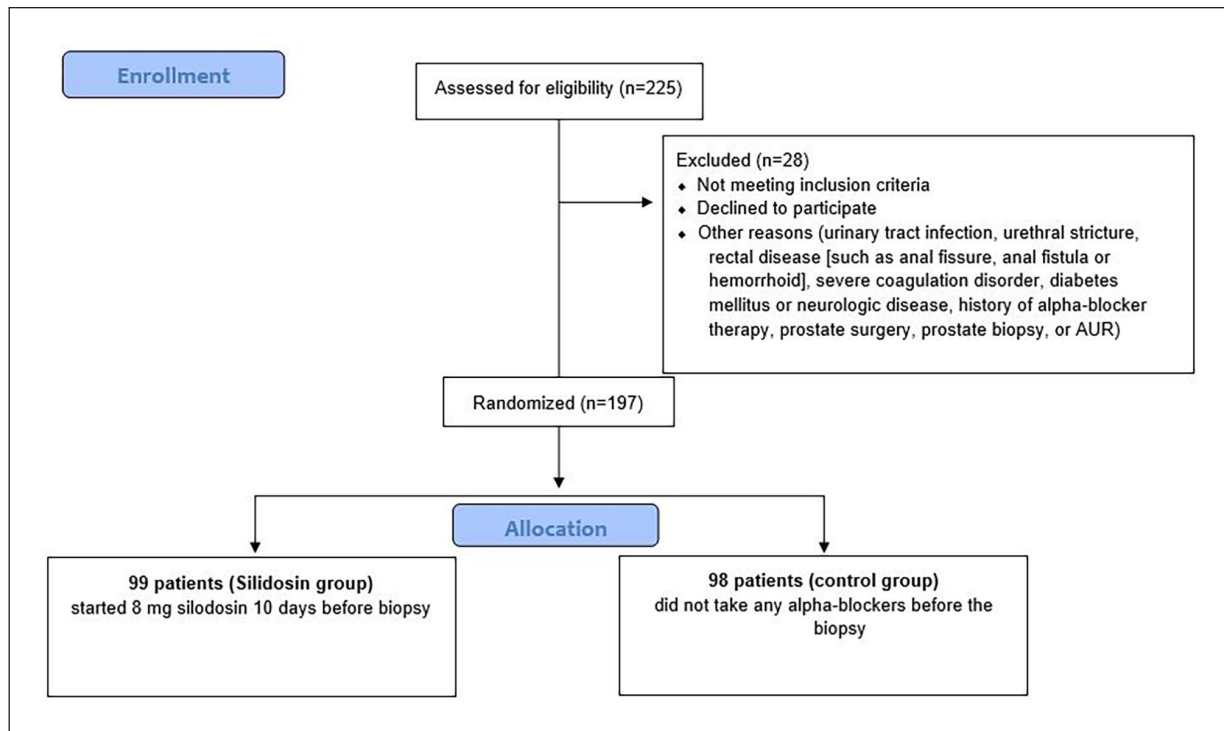 Enrollment
Assessed for eligibility (n=225)
Excluded (n=28)
⬥ Not meeting inclusion criteria
⬥ Declined to participate
⬥ Other reasons (urinary tract infection, urethral stricture,
rectal disease [such as anal fissure, anal fistula or
hemorrhoid], severe coagulation disorder, diabetes
mellitus or neurologic disease, history of alpha-blocker
therapy, prostate surgery, prostate biopsy, or AUR)
Randomized (n=197)
Allocation
99 patients (Silidosin group)
started 8 mg silodosin 10 days before biopsy
98 patients (control group)
did not take any alpha-blockers before the
biopsy